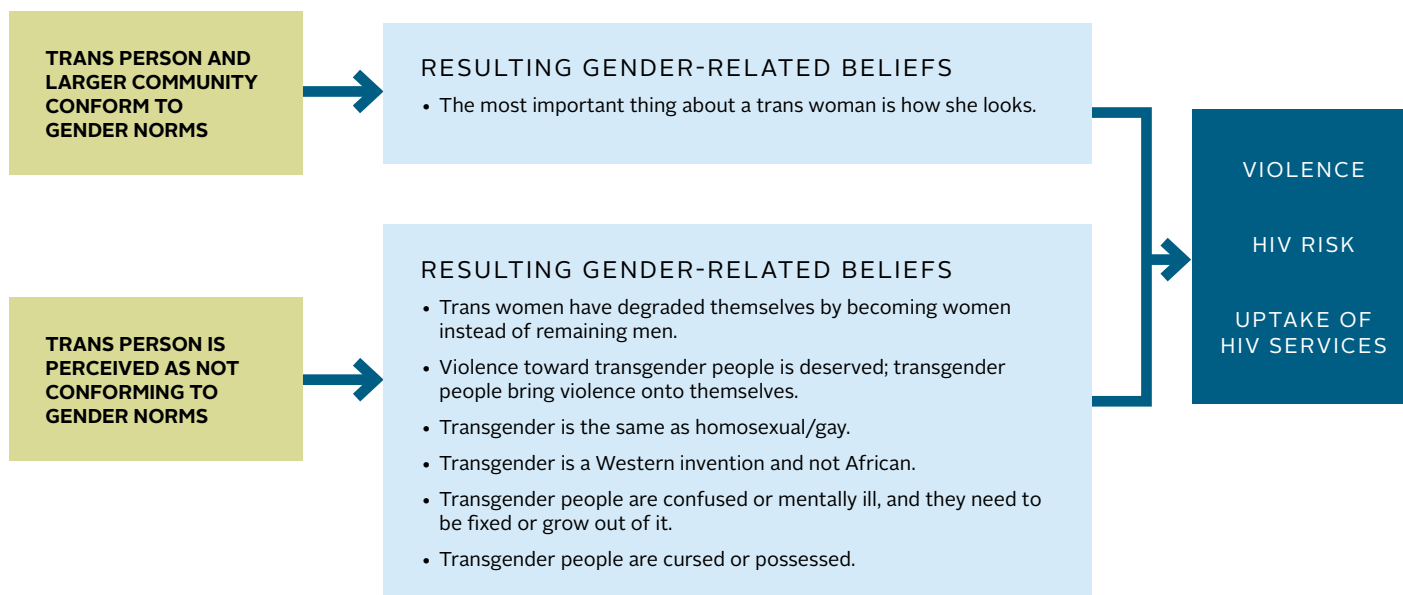 TRANS PERSON AND
LARGER COMMUNITY
CONFORM TO
GENDER NORMS
RESULTING GENDER-RELATED BELIEFS
• The most important thing about a trans woman is how she looks.
TRANS PERSON IS
PERCEIVED AS NOT
CONFORMING TO
GENDER NORMS
RESULTING GENDER-RELATED BELIEFS
• Trans women have degraded themselves by becoming women
instead of remaining men.
• Violence toward transgender people is deserved; transgender
people bring violence onto themselves.
• Transgender is the same as homosexual/gay.
• Transgender is a Western invention and not African.
• Transgender people are confused or mentally ill, and they need to
be fixed or grow out of it.
• Transgender people are cursed or possessed.
VIOLENCE
HIV RISK
UPTAKE OF
HIV SERVICES